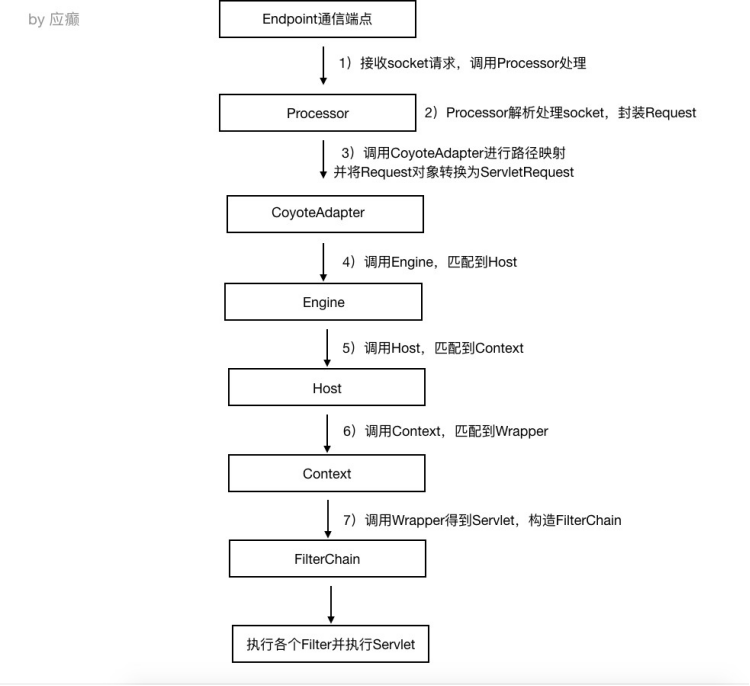 by 应癫
Endpoint通信端点
1）接收socket请求，调用Processor处理
Processor
2）Processor解析处理socket，封装Request
3）调用CoyoteAdapter进行路径映射
并将Request对象转换为ServletRequest
CoyoteAdapter
4）调用Engine，匹配到Host
Engine
5）调用Host，匹配到Context
Host
6）调用Context，匹配到Wrapper
Context
7）调用Wrapper得到Servlet，构造FilterChain
FilterChain
执行各个Filter并执行Servlet